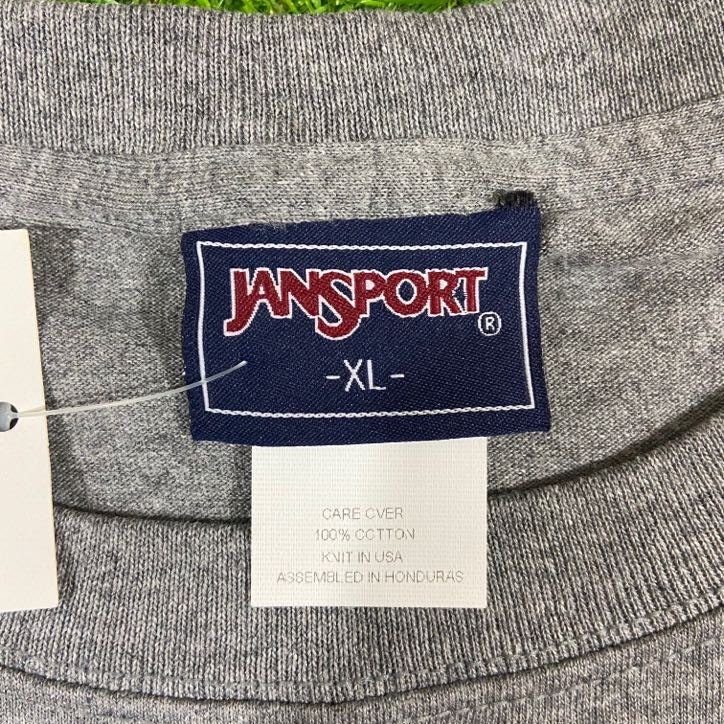 JANSPORT
®
-XL-
CARE OVER
100% COTTON
KNIT IN USA
ASSEMBLED IN HONDURAS